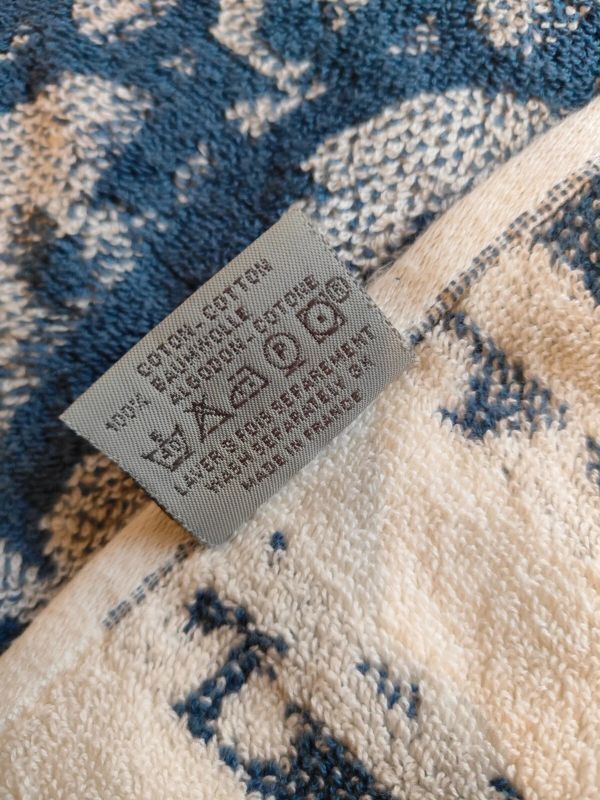 100% COTON-COTTON
BAUMWOLLE
ALGODON-COTONE
P
LAVER 3 FOIS SEPAREMENT
WASH SEPARATELY 3X
MADE IN FRANCE